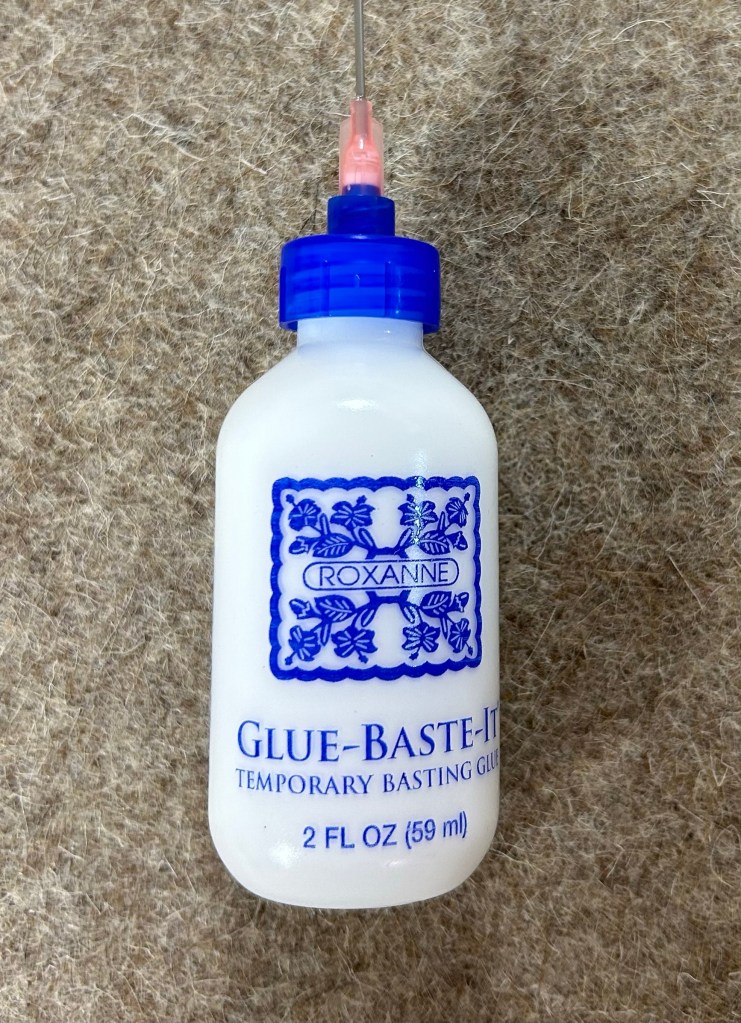 ROXANNE
GLUE-BASTE-IT
TEMPORARY BASTING GLUE
2 FL OZ (59 ml)